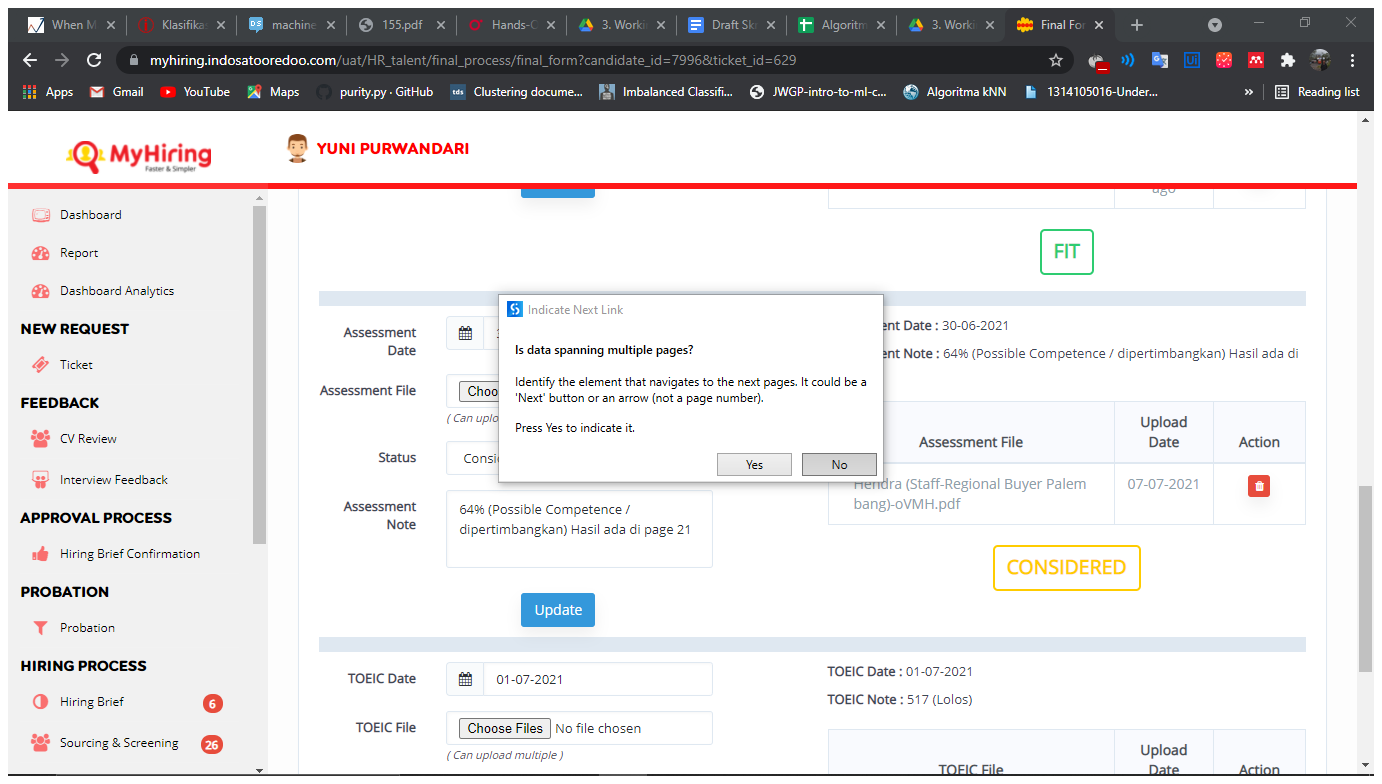 When M
Klasifika
machine
155.pdf
Hands-O
3. Workin
Draft Sk
Algoritm
3. Worki
Final For
myhiring.indosatooredoo.com/uat/HR_talent/final_process/final_form?candidate_id=7996&ticket_id=629
Apps
Gmail
YouTube
Maps
purity.py · GitHub
Clustering docume...
Imbalanced Classifi...
JWGP-intro-to-ml-c...
Algoritma kNN
1314105016-Under...
»
Reading list
MyHiring
Faster & Simpler
YUNI PURWANDARI
Dashboard
Report
Dashboard Analytics
NEW REQUEST
Ticket
FEEDBACK
CV Review
Interview Feedback
APPROVAL PROCESS
Hiring Brief Confirmation
PROBATION
Probation
HIRING PROCESS
Hiring Brief
6
Sourcing & Screening
26
ago
FIT
Assessment
Date
Assessment File
Choo
( Can uplo
Status
Consi
Assessment
Note
64% (Possible Competence /
dipertimbangkan) Hasil ada di page 21
Update
Indicate Next Link
Is data spanning multiple pages?
Identify the element that navigates to the next pages. It could be a
'Next' button or an arrow (not a page number).
Press Yes to indicate it.
Yes
No
ent Date : 30-06-2021
ent Note : 64% (Possible Competence / dipertimbangkan) Hasil ada di
Assessment File
Upload
Date
Action
Hendra (Staff-Regional Buyer Palem
bang)-oVMH.pdf
07-07-2021
CONSIDERED
TOEIC Date
01-07-2021
TOEIC File
Choose Files No file chosen
( Can upload multiple )
TOEIC Date : 01-07-2021
TOEIC Note : 517 (Lolos)
TOEIC File
Upload
Date
Action